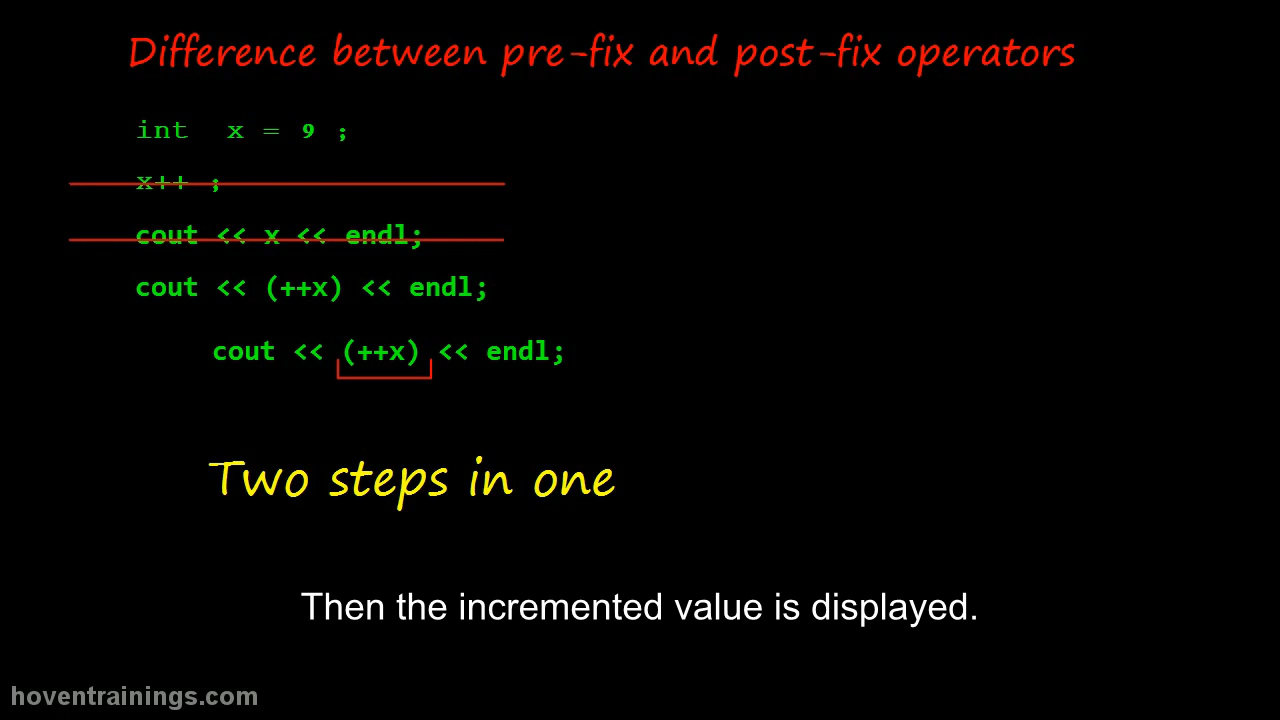 Difference between pre-fix and post-fix operators
int x = 9 ;
x++ ;
cout << x << endl;
cout << (++x) << endl;
cout << (++x) << endl;
Two steps in one
Then the incremented value is displayed.
hoventrainings.com